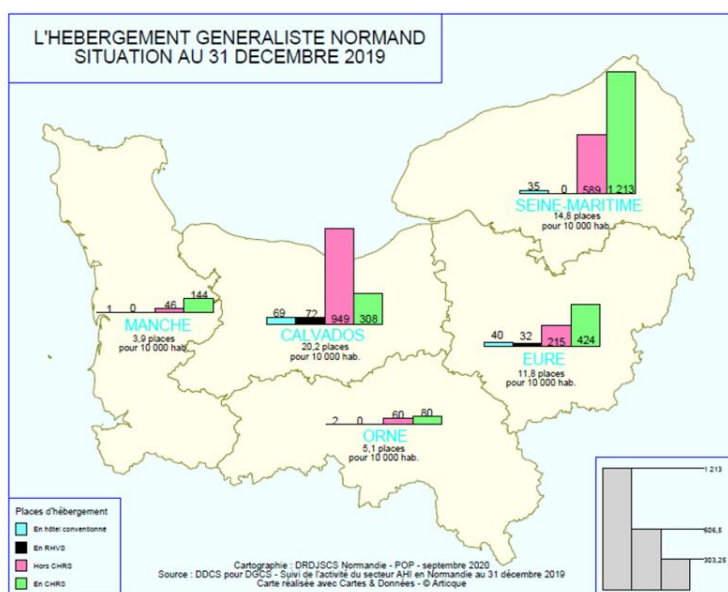 L'HEBERGEMENT GENERALISTE NORMAND
SITUATION AU 31 DECEMBRE 2019
35
0
589
1 213
SEINE-MARITIME
14,8 places
pour 10 000 hab.
1
0
46
144
MANCHE
3,9 places
pour 10 000 hab.
69
72
949
308
CALVADOS
20,2 places
pour 10 000 hab.
40
32
215
424
EURE
11,8 places
pour 10 000 hab.
2
0
60
80
ORNE
5,1 places
pour 10 000 hab.
1 213
606,5
303,25
Places d'hébergement
En hôtel conventionné
En RHVS
Hors CHRS
En CHRS
Cartographie : DRDJSCS Normandie - POP - septembre 2020
Source : DDCS pour DGCS - Suivi de l'activité du secteur AHI en Normandie au 31 décembre 2019
Carte réalisée avec Cartes & Données - © Articque